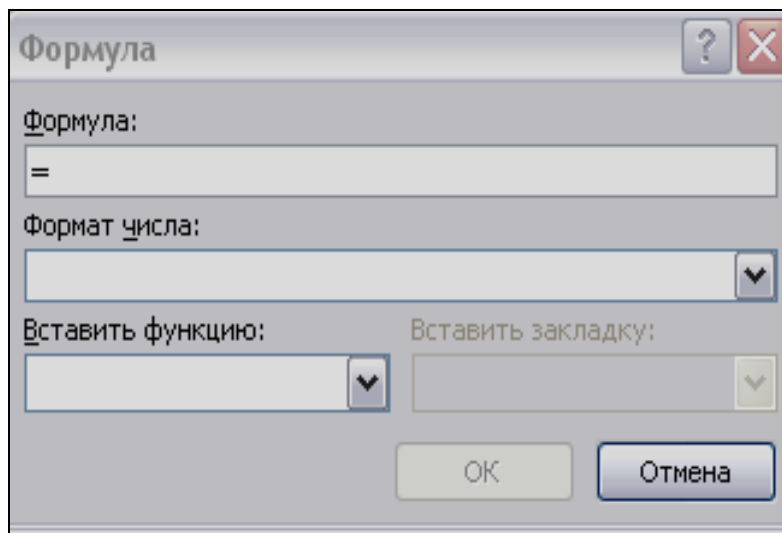 Формула
?
Формула:
=
Формат числа:
Вставить функцию:
Вставить закладку:
ОК
Отмена